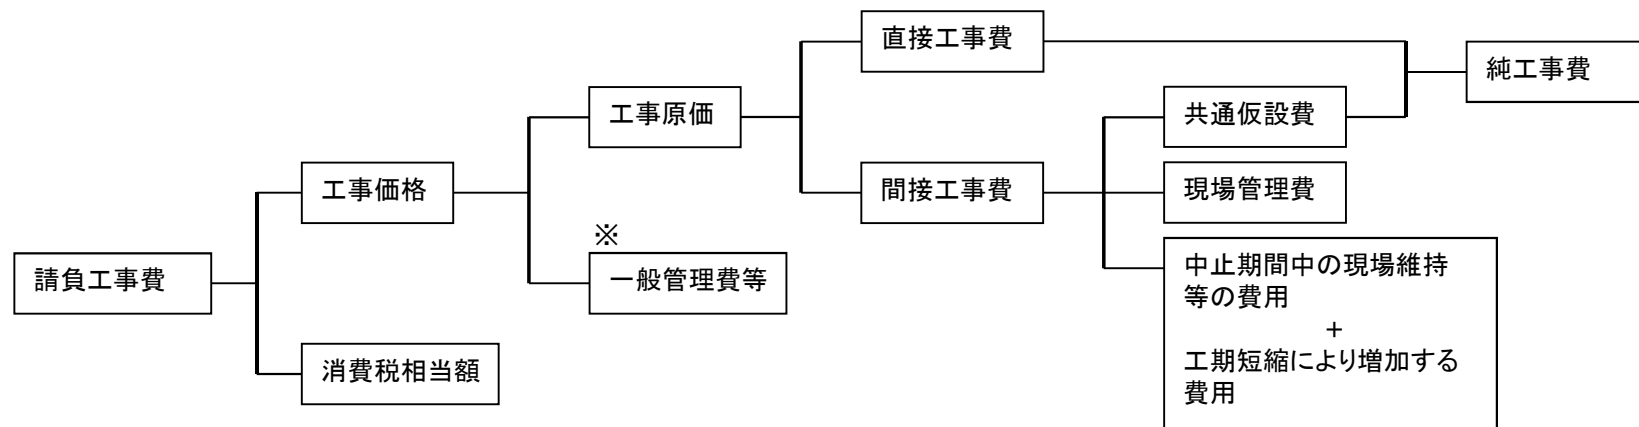 直接工事費
純工事費
工事原価
共通仮設費
工事価格
間接工事費
現場管理費
※
請負工事費
一般管理費等
中止期間中の現場維持
等の費用
+
工期短縮により増加する
費用
消費税相当額